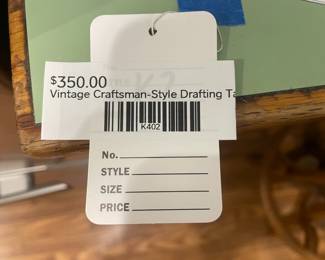 $350.00
Vintage Craftsman-Style Drafting Ta
K402
No.
STYLE
SIZE
PRICE